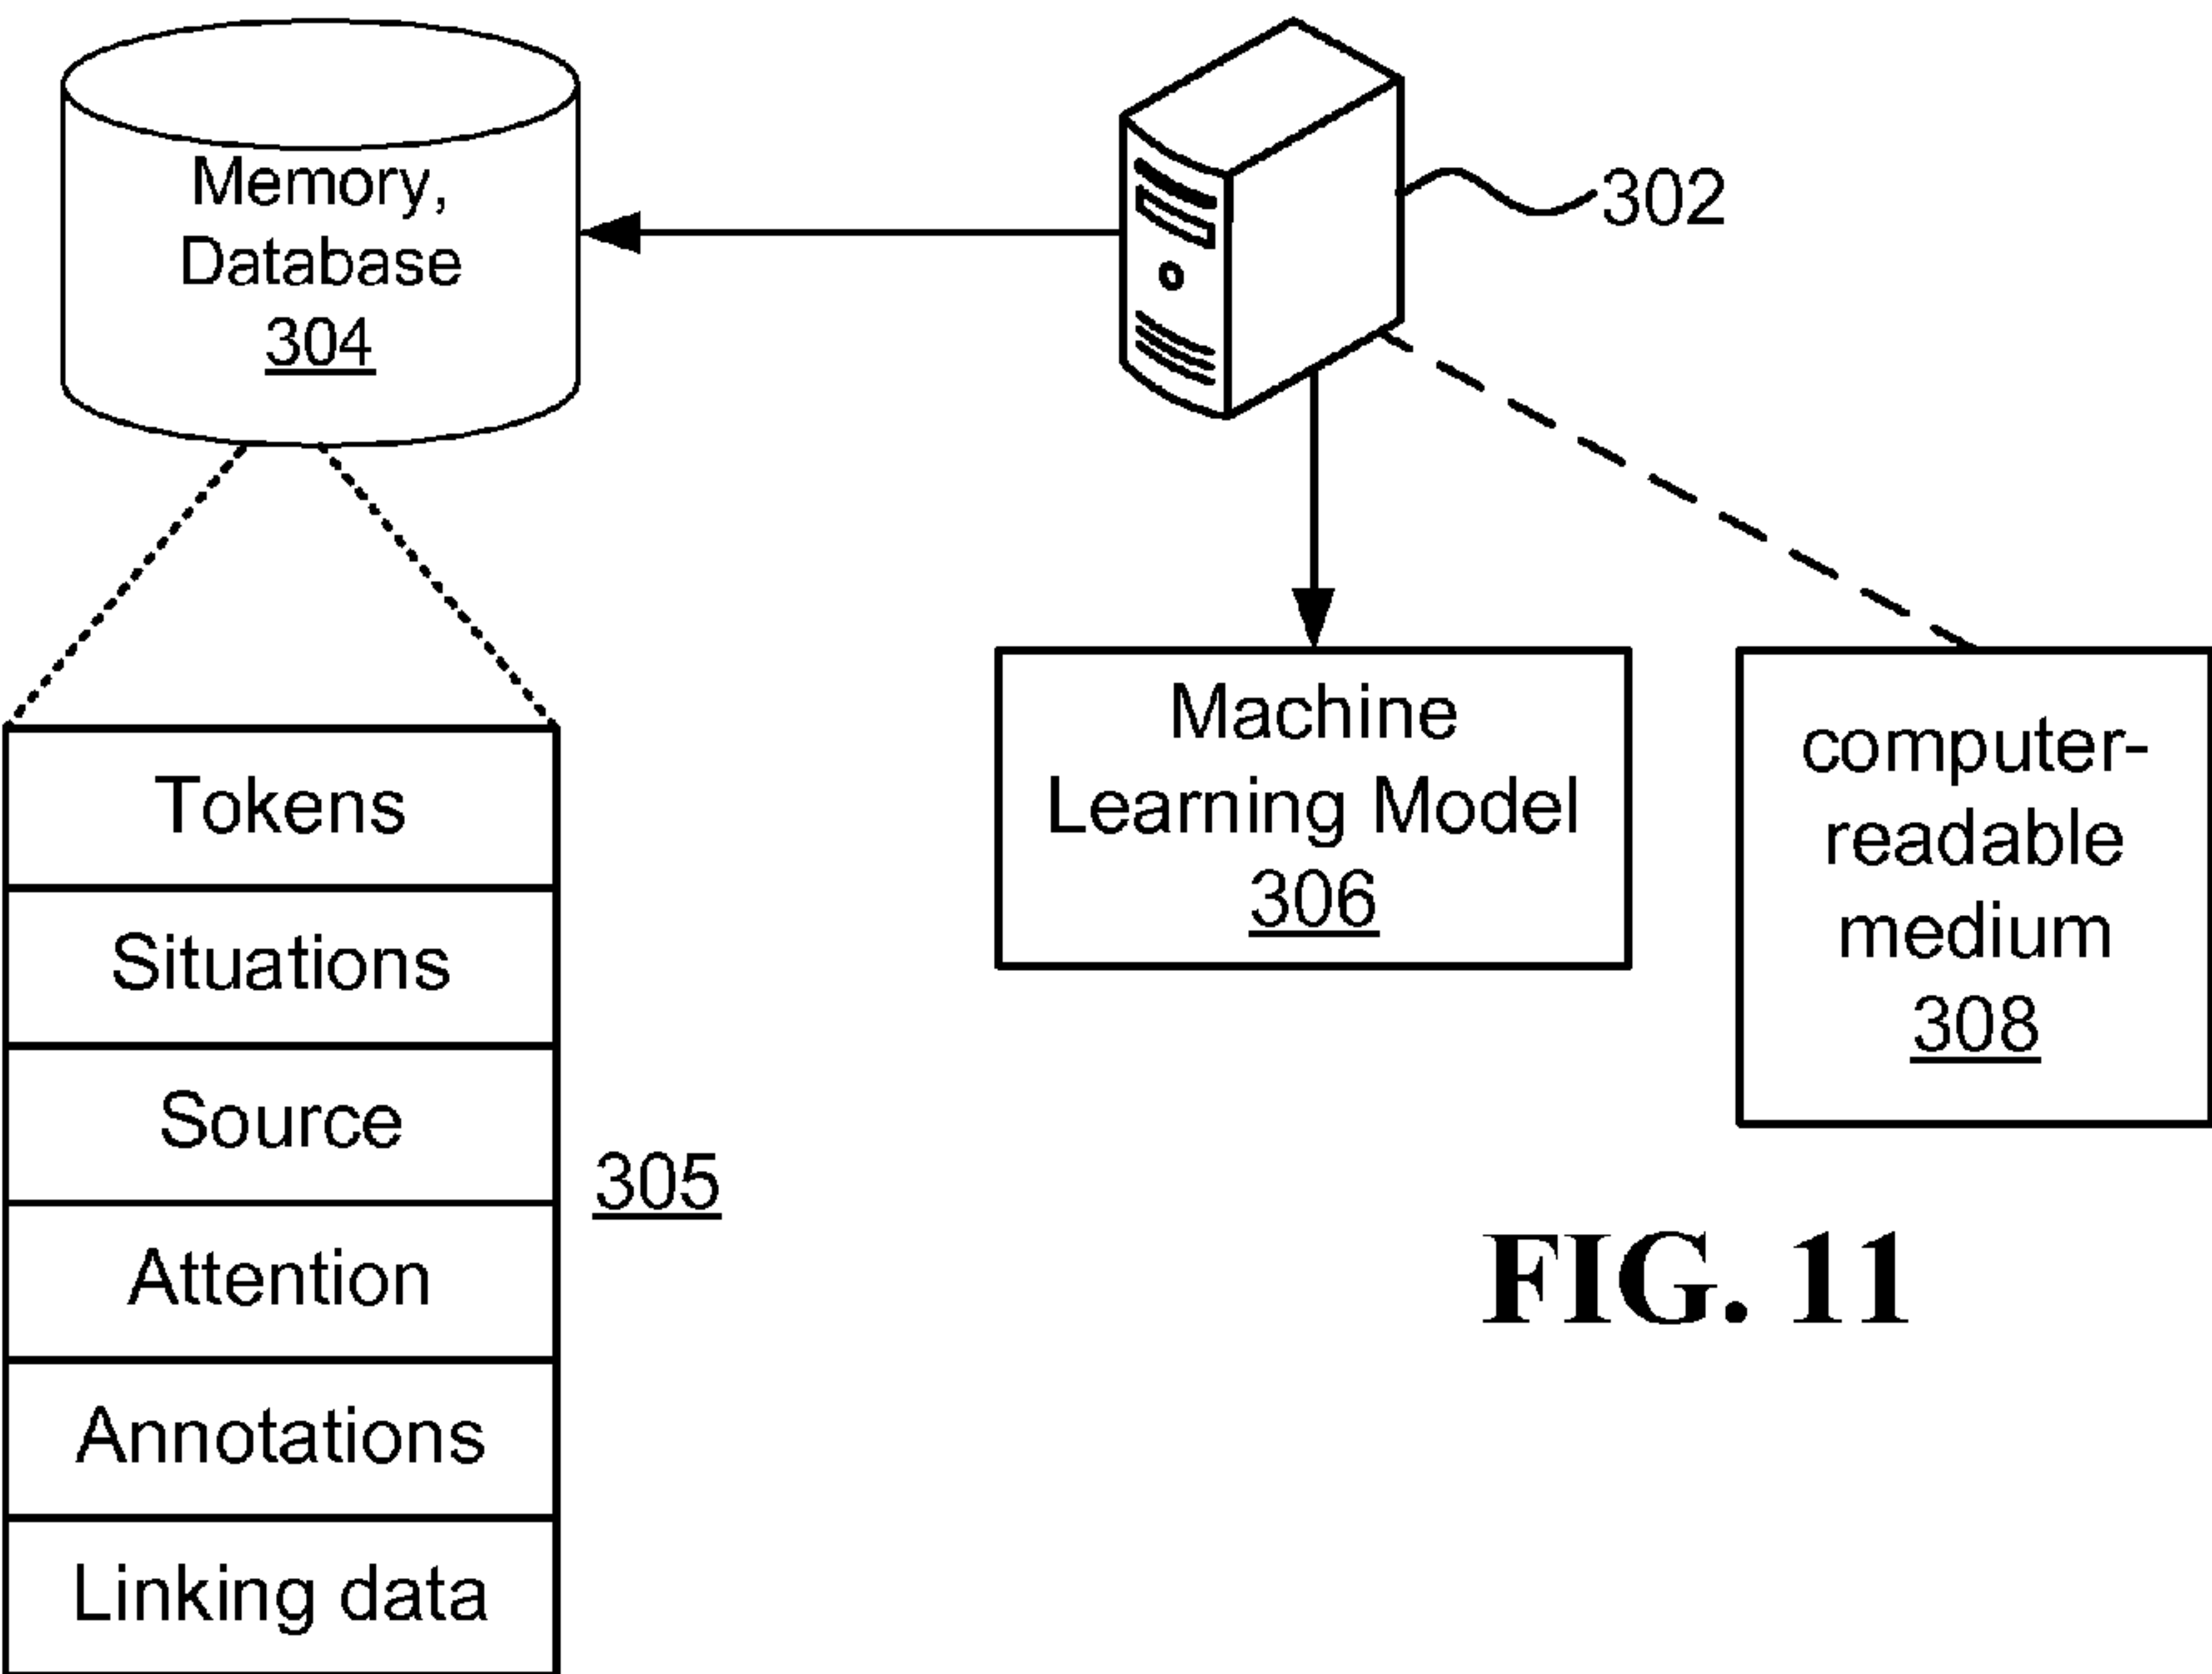 Memory,
Database
304
302
Machine
Learning Model
306
computer-
readable
medium
308
Tokens
Situations
Source
Attention
Annotations
Linking data
305
FIG. 11